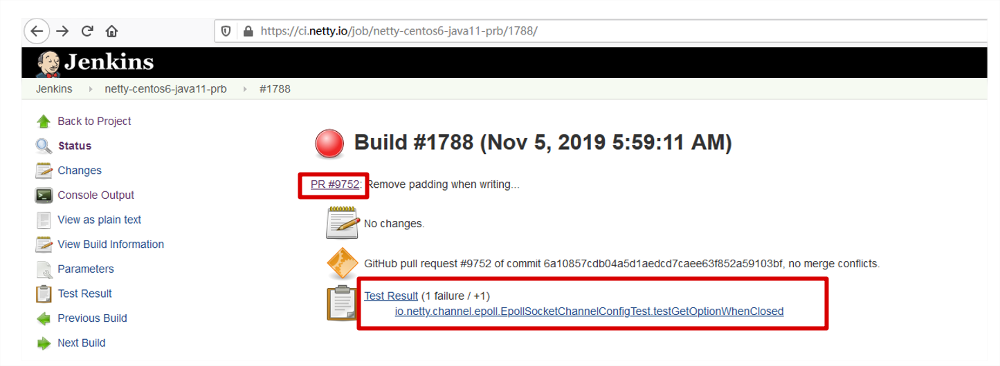 https://ci.netty.io/job/netty-centos6-java11-prb/1788/
Jenkins
Jenkins netty-centos6-java11-prb #1788
Back to Project
Status
Changes
Console Output
View as plain text
View Build Information
Parameters
Test Result
Previous Build
Next Build
Build #1788 (Nov 5, 2019 5:59:11 AM)
PR #9752: Remove padding when writing...
No changes.
GitHub pull request #9752 of commit 6a10857cdb04a5d1aedcd7caee63f852a59103bf, no merge conflicts.
Test Result (1 failure / +1)
io.netty.channel.epoll.EpollSocketChannelConfigTest.testGetOptionWhenClosed